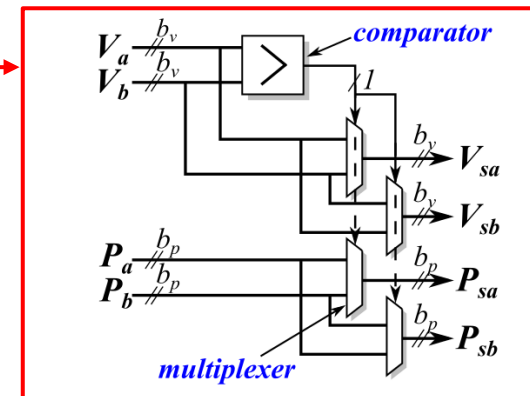 comparator
V_a b_v
V_b b_v
>
1
b_v V_sa
b_v V_sb
P_a b_p
P_b b_p
b_p P_sa
b_p P_sb
multiplexer